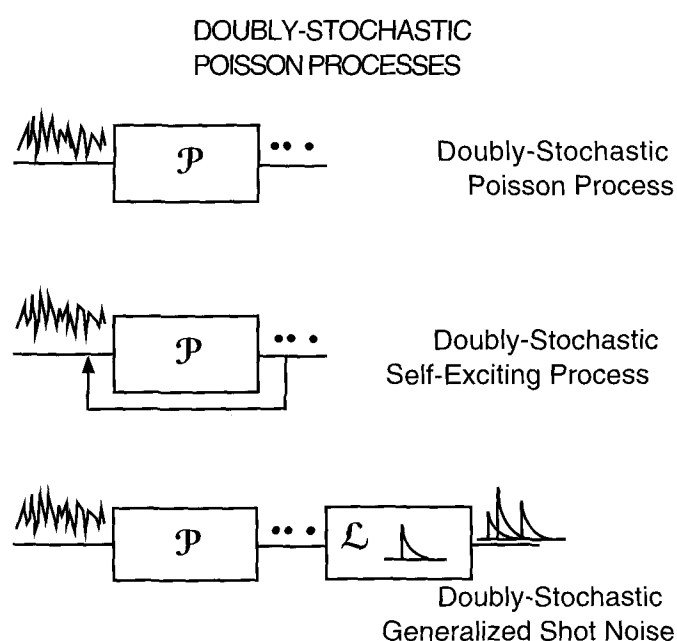 DOUBLY-STOCHASTIC
POISSON PROCESSES
𝒫
Doubly-Stochastic
Poisson Process
𝒫
Doubly-Stochastic
Self-Exciting Process
𝒫
ℒ
Doubly-Stochastic
Generalized Shot Noise